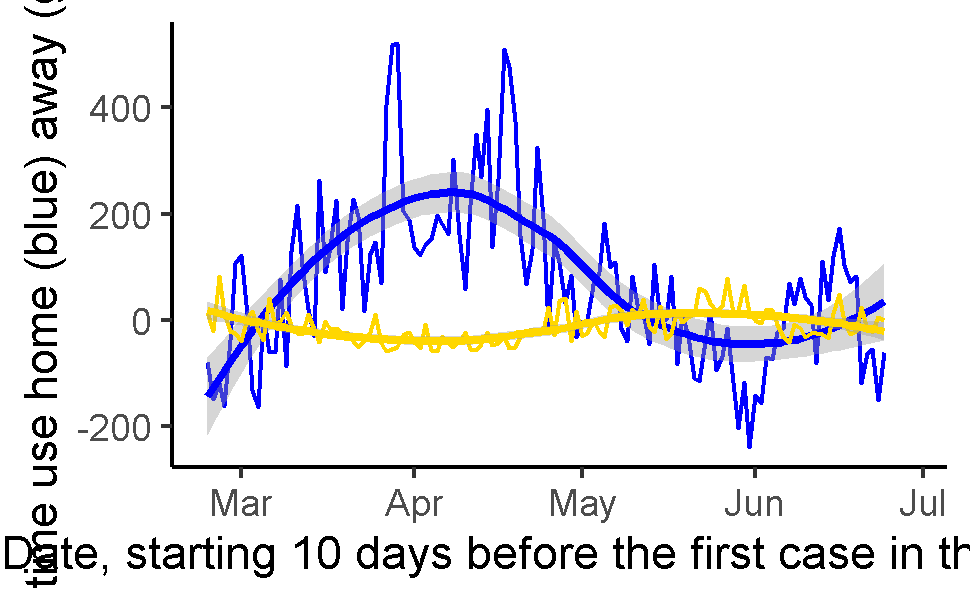 time use home (blue) away (
400
200
0
-200
Mar Apr May Jun Jul
Date, starting 10 days before the first case in th